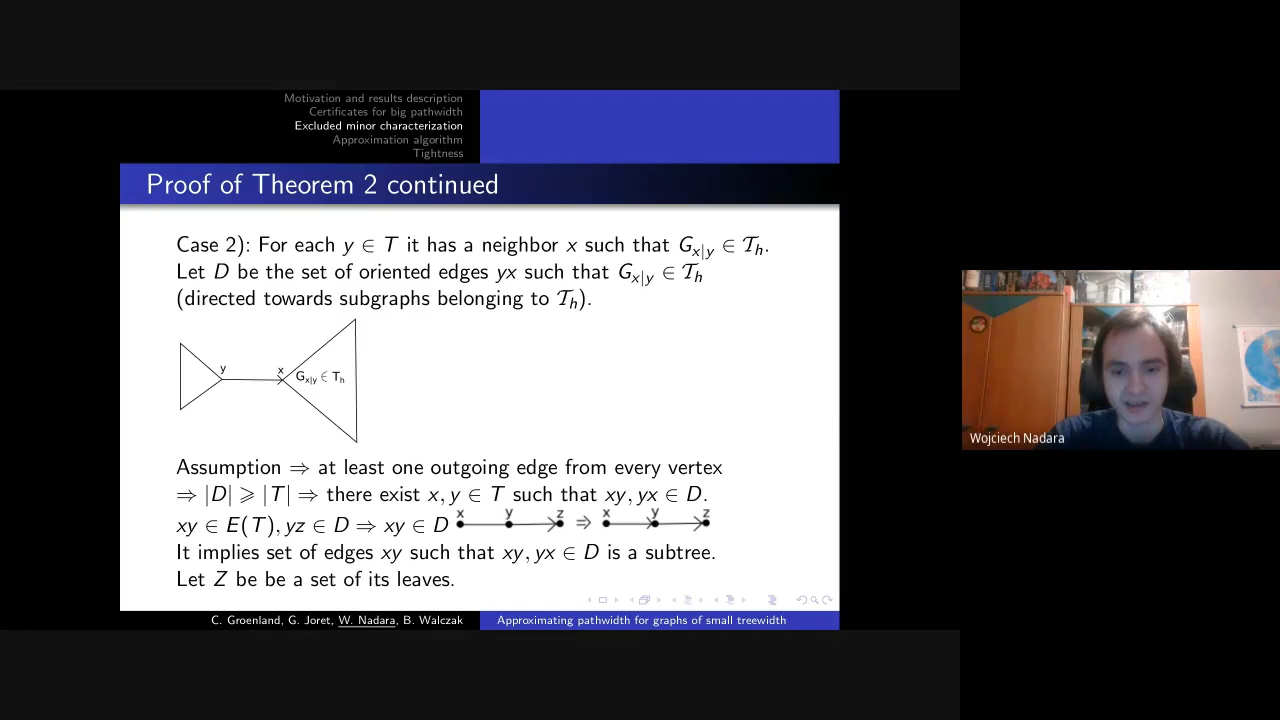 Motivation and results description
Certificates for big pathwidth
Excluded minor characterization
Approximation algorithm
Tightness
Proof of Theorem 2 continued
Case 2): For each y ∈ T it has a neighbor x such that G_{x|y} ∈ 𝒯_h.
Let D be the set of oriented edges yx such that G_{x|y} ∈ 𝒯_h
(directed towards subgraphs belonging to 𝒯_h).
y x G_{x|y} ∈ T_h
Assumption ⇒ at least one outgoing edge from every vertex
⇒ |D| ⩾ |T| ⇒ there exist x, y ∈ T such that xy, yx ∈ D.
xy ∈ E(T), yz ∈ D ⇒ xy ∈ D x y z ⇒ x y z
It implies set of edges xy such that xy, yx ∈ D is a subtree.
Let Z be be a set of its leaves.
C. Groenland, G. Joret, W. Nadara, B. Walczak
Approximating pathwidth for graphs of small treewidth
Wojciech Nadara